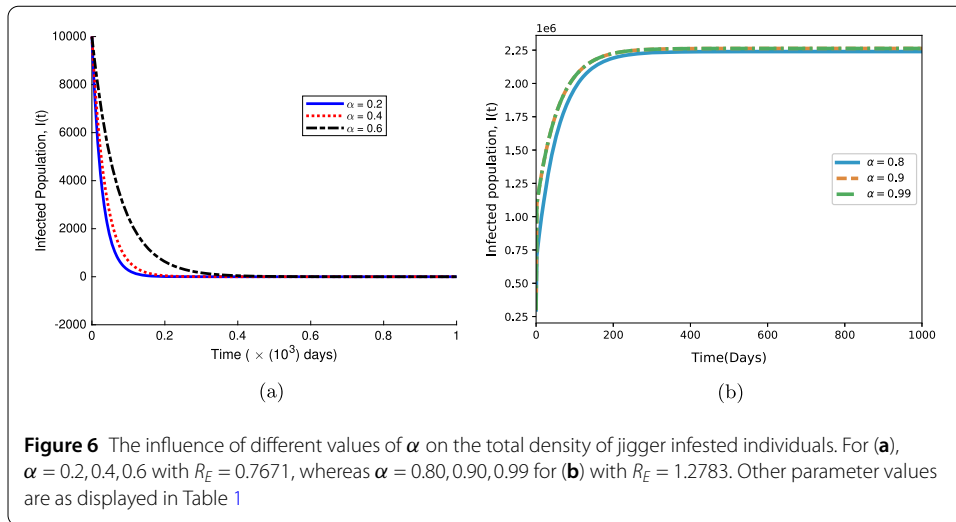 10000
8000
6000
4000
2000
0
-2000
Infected Population, I(t)
α = 0.2
α = 0.4
α = 0.6
0 0.2 0.4 0.6 0.8 1
Time ( × (10³) days)
(a)
1e6
2.25
2.00
1.75
1.50
1.25
1.00
0.75
0.50
0.25
Infected population, I(t)
α = 0.8
α = 0.9
α = 0.99
0 200 400 600 800 1000
Time(Days)
(b)
Figure 6 The influence of different values of α on the total density of jigger infested individuals. For (a),
α = 0.2, 0.4, 0.6 with R_E = 0.7671, whereas α = 0.80, 0.90, 0.99 for (b) with R_E = 1.2783. Other parameter values
are as displayed in Table 1